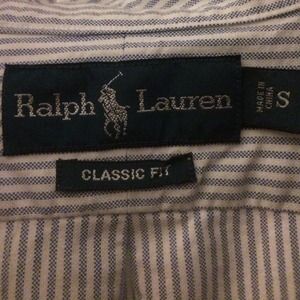 Ralph Lauren
MADE IN
CHINA
S
CLASSIC FIT